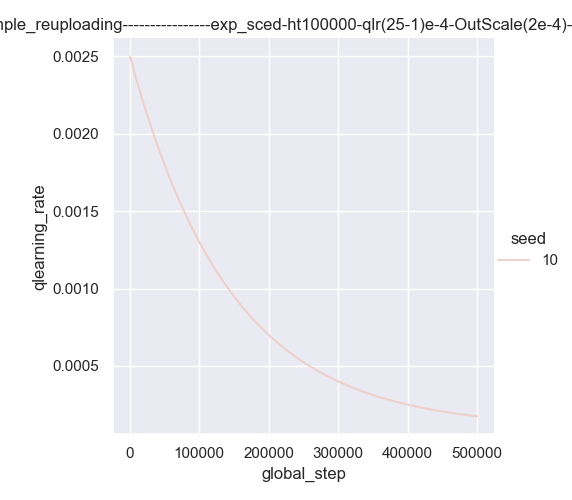 mple_reuploading----------------exp_sced-ht100000-qlr(25-1)e-4-OutScale(2e-4)-
0.0025
0.0020
0.0015
0.0010
0.0005
qlearning_rate
0 100000 200000 300000 400000 500000
global_step
seed
10